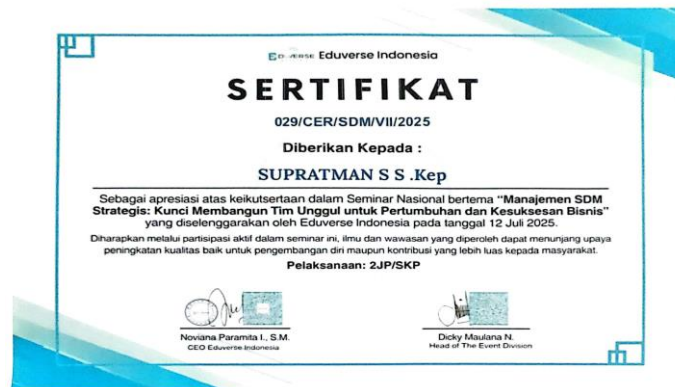 Eduverse Indonesia
SERTIFIKAT
029/CER/SDM/VII/2025
Diberikan Kepada :
SUPRATMAN S S .Kep
Sebagai apresiasi atas keikutsertaan dalam Seminar Nasional bertema "Manajemen SDM
Strategis: Kunci Membangun Tim Unggul untuk Pertumbuhan dan Kesuksesan Bisnis"
yang diselenggarakan oleh Eduverse Indonesia pada tanggal 12 Juli 2025.
Diharapkan melalui partisipasi aktif dalam seminar ini, ilmu dan wawasan yang diperoleh dapat menunjang upaya
peningkatan kualitas baik untuk pengembangan diri maupun kontribusi yang lebih luas kepada masyarakat.
Pelaksanaan: 2JP/SKP
Noviana Paramita I., S.M.
CEO Eduverse Indonesia
Dicky Maulana N.
Head of The Event Division